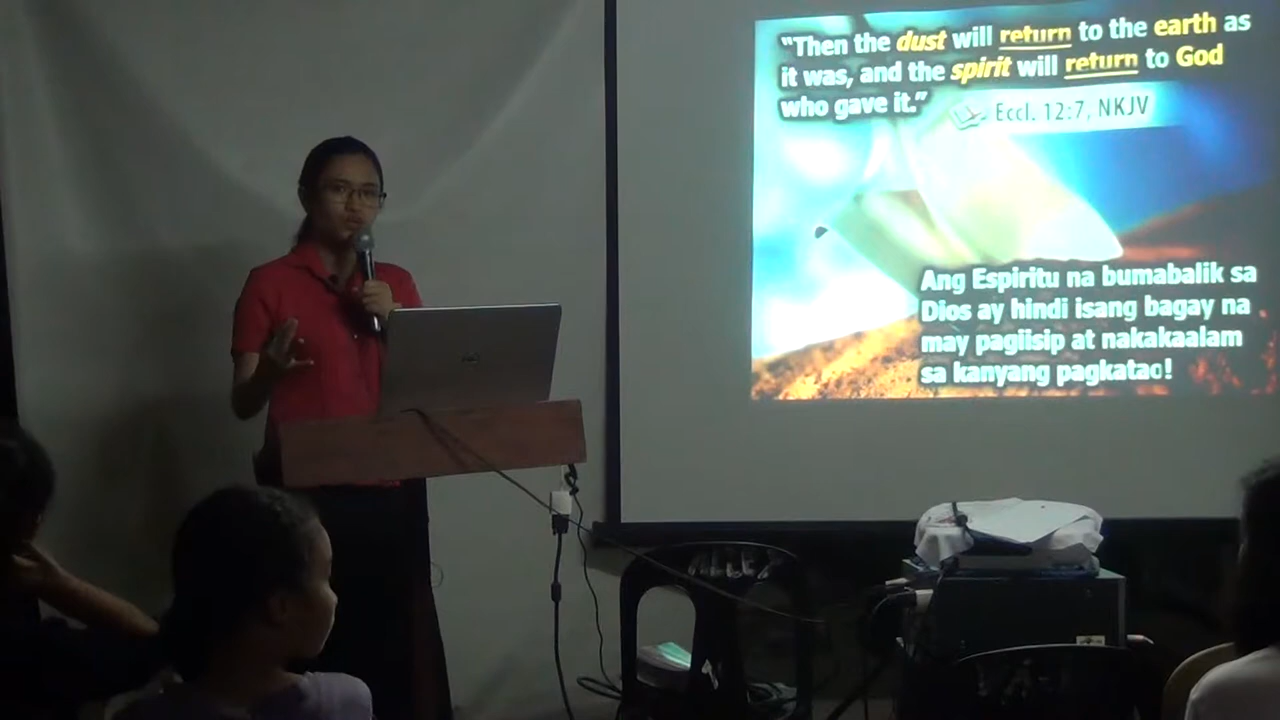 "Then the dust will return to the earth as
it was, and the spirit will return to God
who gave it."
Eccl. 12:7, NKJV
Ang Espiritu na bumabalik sa
Dios ay hindi isang bagay na
may pagiisip at nakakaalam
sa kanyang pagkatao!